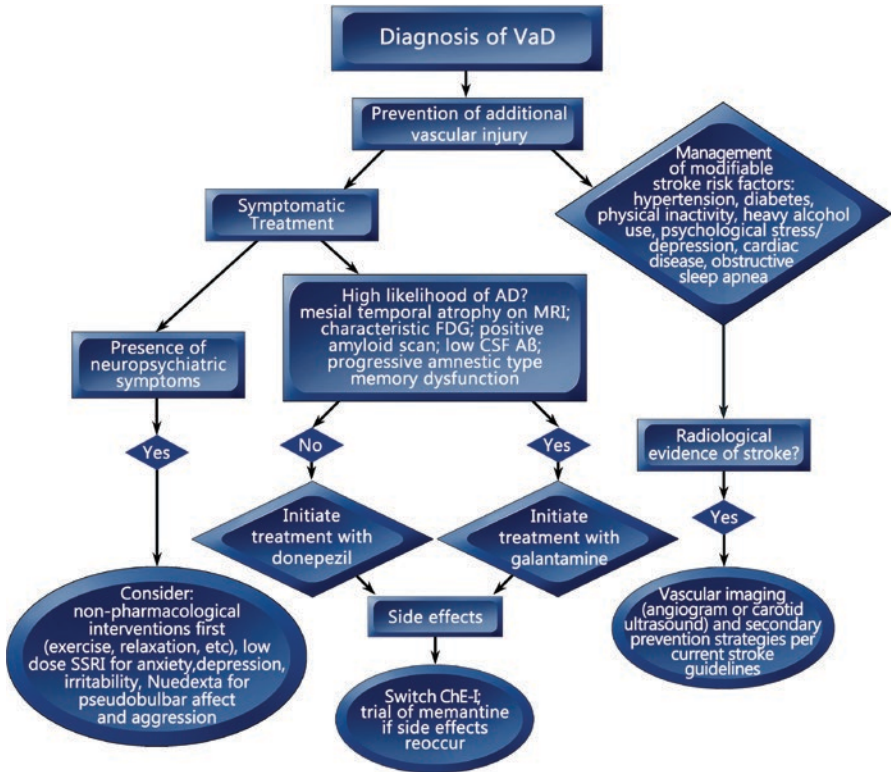 Diagnosis of VaD
Prevention of additional
vascular injury
Management
of modifiable
stroke risk factors:
hypertension, diabetes,
physical inactivity, heavy alcohol
use, psychological stress/
depression, cardiac
disease, obstructive
sleep apnea
Symptomatic
Treatment
High likelihood of AD?
mesial temporal atrophy on MRI;
characteristic FDG; positive
amyloid scan; low CSF Aß;
progressive amnestic type
memory dysfunction
Presence of
neuropsychiatric
symptoms
Radiological
evidence of stroke?
Yes
No
Yes
Yes
Initiate
treatment with
donepezil
Initiate
treatment with
galantamine
Consider:
non-pharmacological
interventions first
(exercise, relaxation, etc), low
dose SSRI for anxiety,depression,
irritability, Nuedexta for
pseudobulbar affect
and aggression
Side effects
Vascular imaging
(angiogram or carotid
ultrasound) and secondary
prevention strategies per
current stroke
guidelines
Switch ChE-I;
trial of memantine
if side effects
reoccur